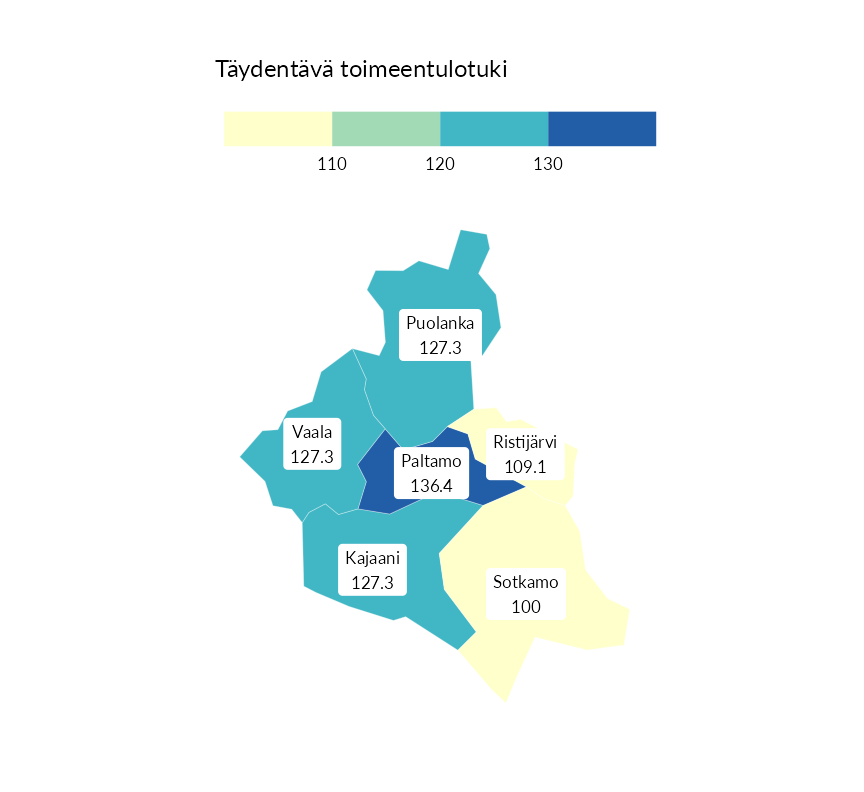 Täydentävä toimeentulotuki
110
120
130
Puolanka
127.3
Vaala
127.3
Ristijärvi
109.1
Paltamo
136.4
Kajaani
127.3
Sotkamo
100